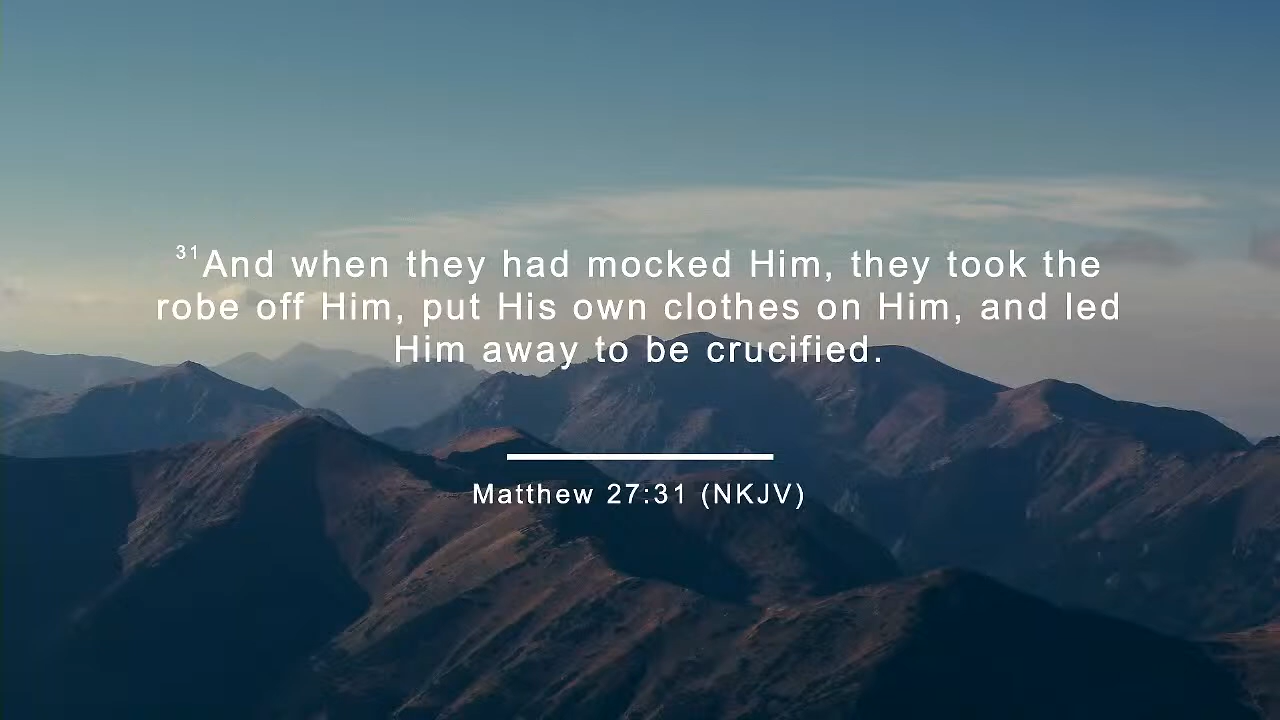 31And when they had mocked Him, they took the
robe off Him, put His own clothes on Him, and led
Him away to be crucified.
Matthew 27:31 (NKJV)